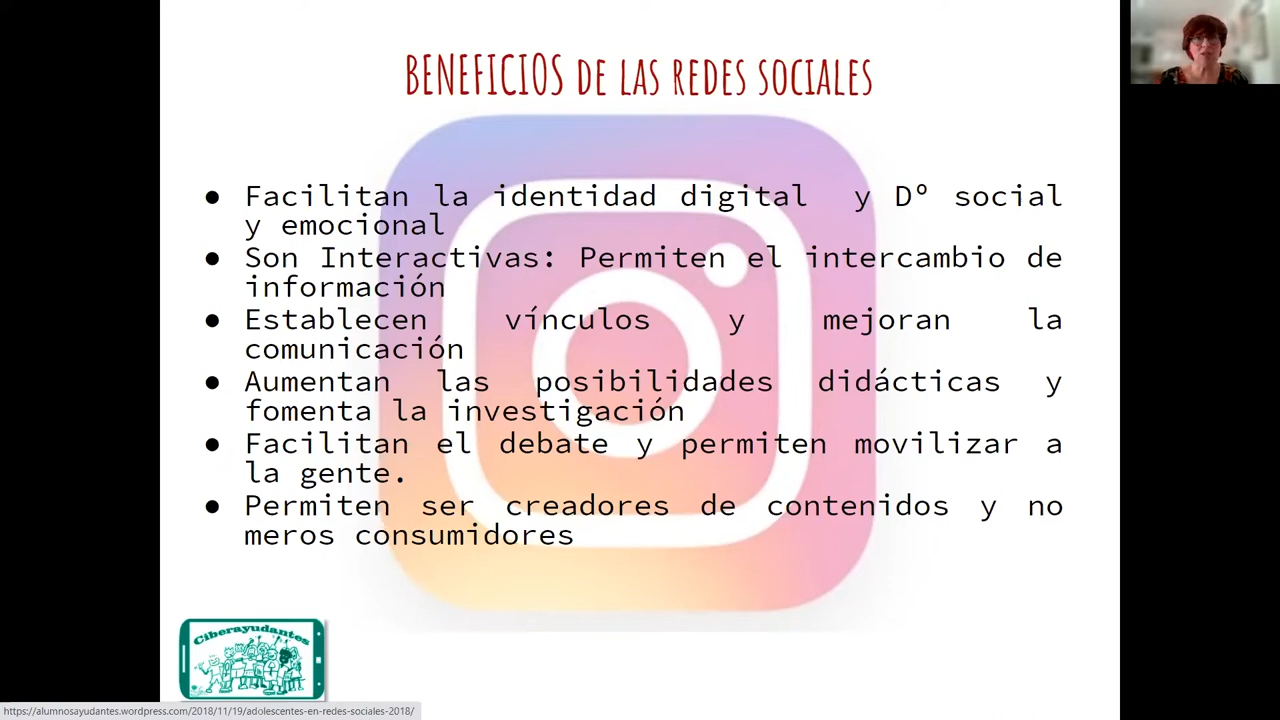 BENEFICIOS DE LAS REDES SOCIALES
● Facilitan la identidad digital y Dº social
y emocional
● Son Interactivas: Permiten el intercambio de
información
● Establecen vínculos y mejoran la
comunicación
● Aumentan las posibilidades didácticas y
fomenta la investigación
● Facilitan el debate y permiten movilizar a
la gente.
● Permiten ser creadores de contenidos y no
meros consumidores
Ciberayudantes
https://alumnosayudantes.wordpress.com/2018/11/19/adolescentes-en-redes-sociales-2018/